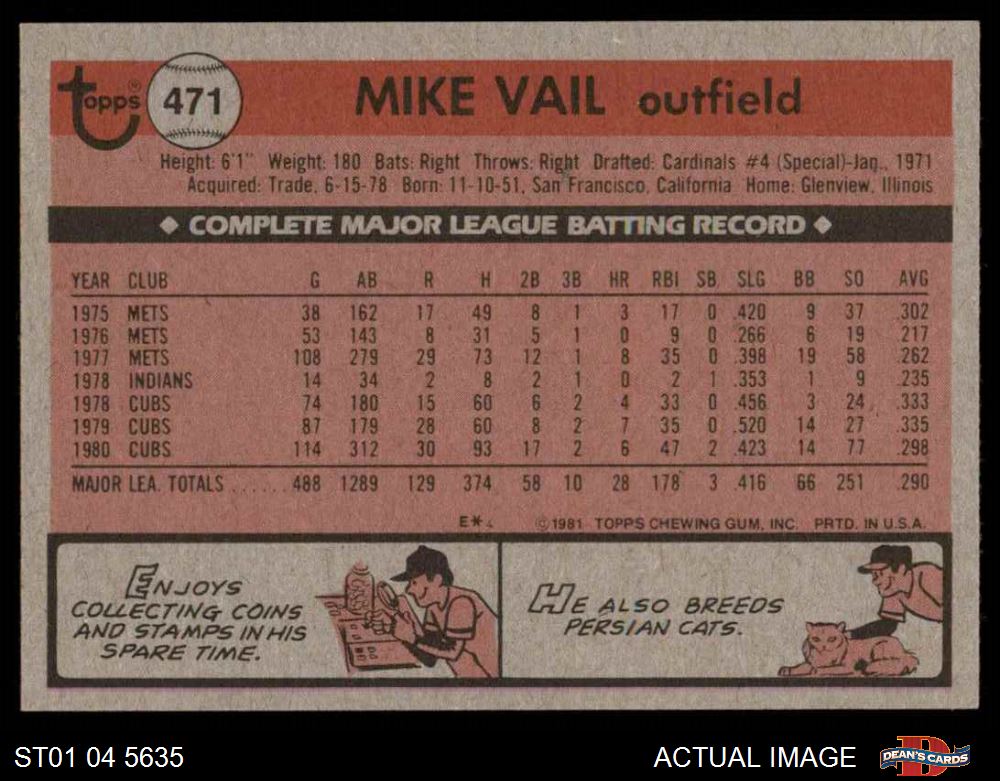 topps® 471 MIKE VAIL outfield
Height: 6'1" Weight: 180 Bats: Right Throws: Right Drafted: Cardinals #4 (Special)-Jan., 1971
Acquired: Trade, 6-15-78 Born: 11-10-51, San Francisco, California Home: Glenview, Illinois
◆ COMPLETE MAJOR LEAGUE BATTING RECORD ◆
YEAR CLUB G AB R H 2B 3B HR RBI SB SLG BB SO AVG
1975 METS 38 162 17 49 8 1 3 17 0 .420 9 37 .302
1976 METS 53 143 8 31 5 1 0 9 0 .266 6 19 .217
1977 METS 108 279 29 73 12 1 8 35 0 .398 19 58 .262
1978 INDIANS 14 34 2 8 2 1 0 2 1 .353 1 9 .235
1978 CUBS 74 180 15 60 6 2 4 33 0 .456 3 24 .333
1979 CUBS 87 179 28 60 8 2 7 35 0 .520 14 27 .335
1980 CUBS 114 312 30 93 17 2 6 47 2 .423 14 77 .298
MAJOR LEA. TOTALS ...... 488 1289 129 374 58 10 28 178 3 .416 66 251 .290
E* © 1981 TOPPS CHEWING GUM, INC. PRTD. IN U.S.A.
ENJOYS
COLLECTING COINS
AND STAMPS IN HIS
SPARE TIME.
HE ALSO BREEDS
PERSIAN CATS.
ST01 04 5635 ACTUAL IMAGE DEAN'S CARDS